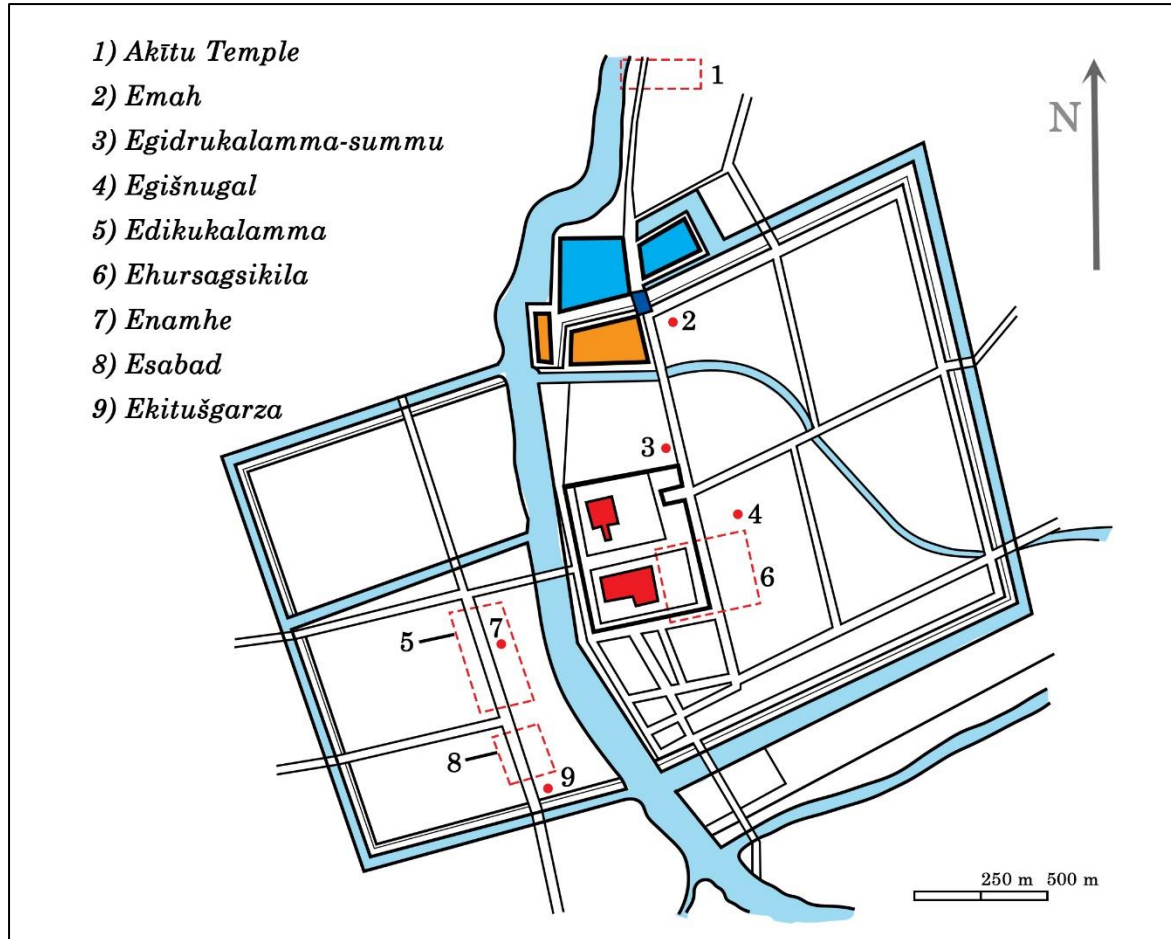 1) Akītu Temple
2) Emah
3) Egidrukalamma-summu
4) Egišnugal
5) Edikukalamma
6) Ehursagsikila
7) Enamhe
8) Esabad
9) Ekitušgarza
1
N
2
3
4
6
5
7
8
9
250 m 500 m